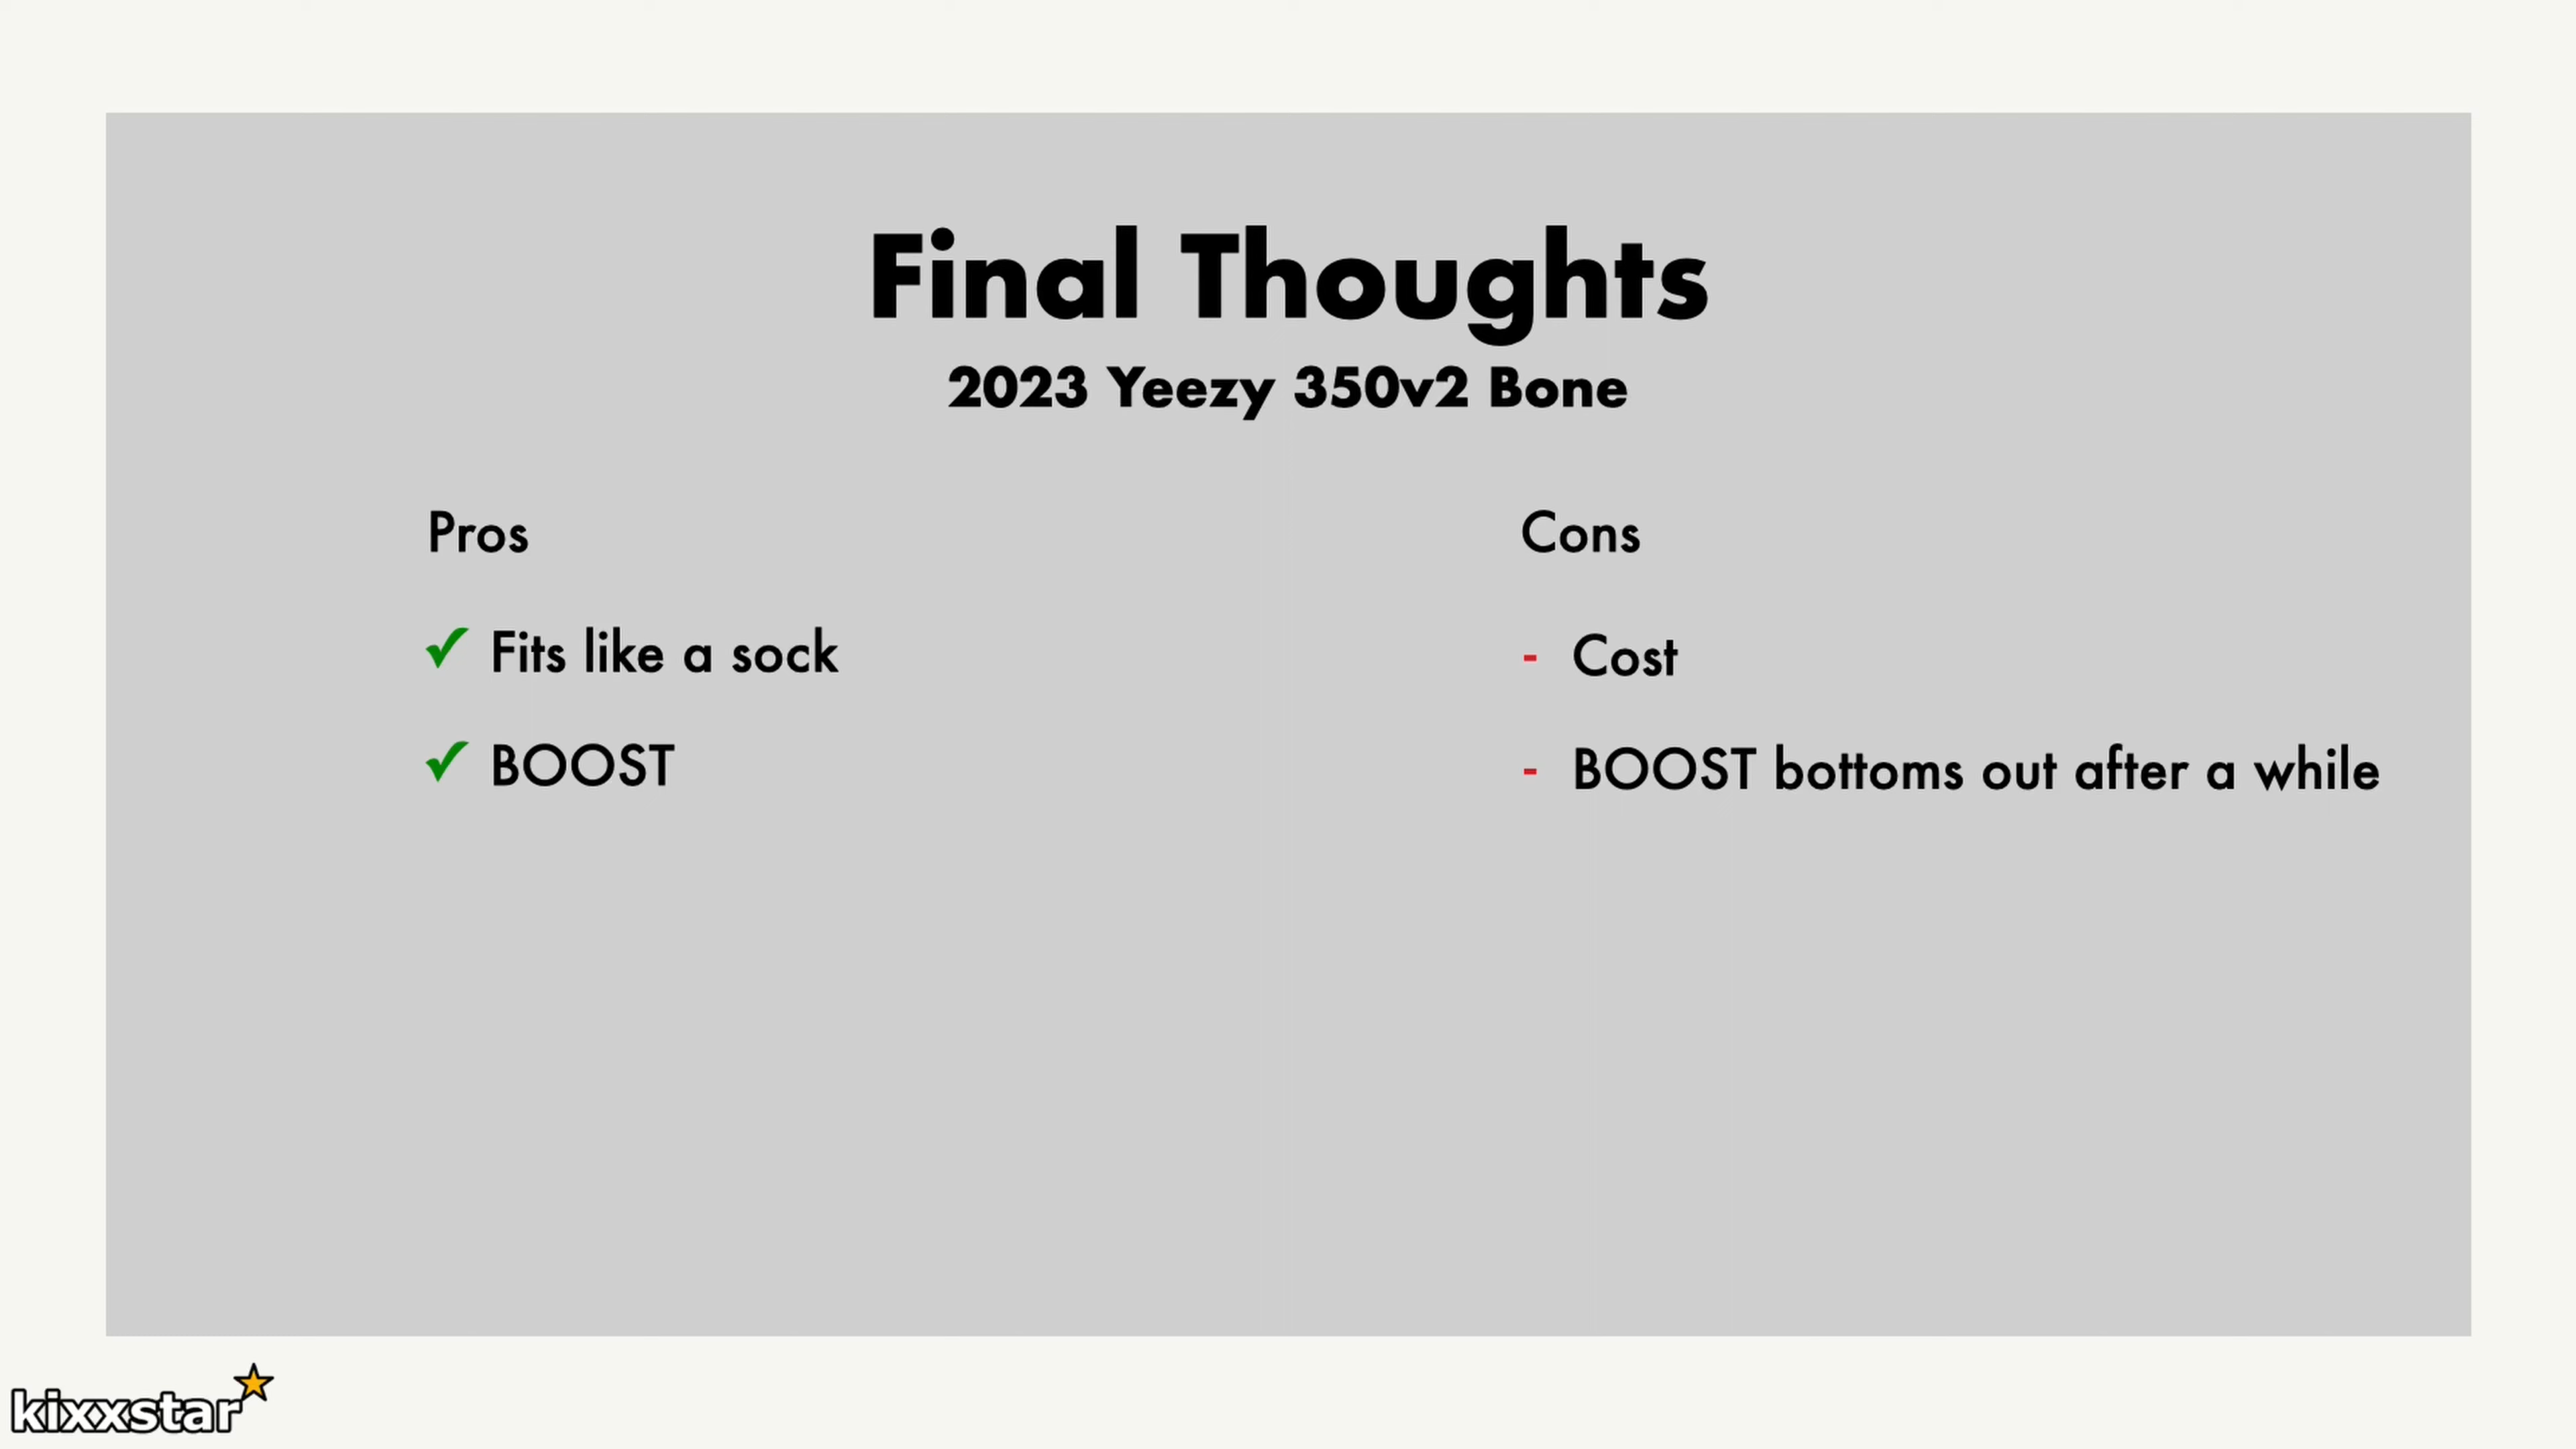 Final Thoughts
2023 Yeezy 350v2 Bone
Pros
✓ Fits like a sock
✓ BOOST
Cons
- Cost
- BOOST bottoms out after a while
kixxstar